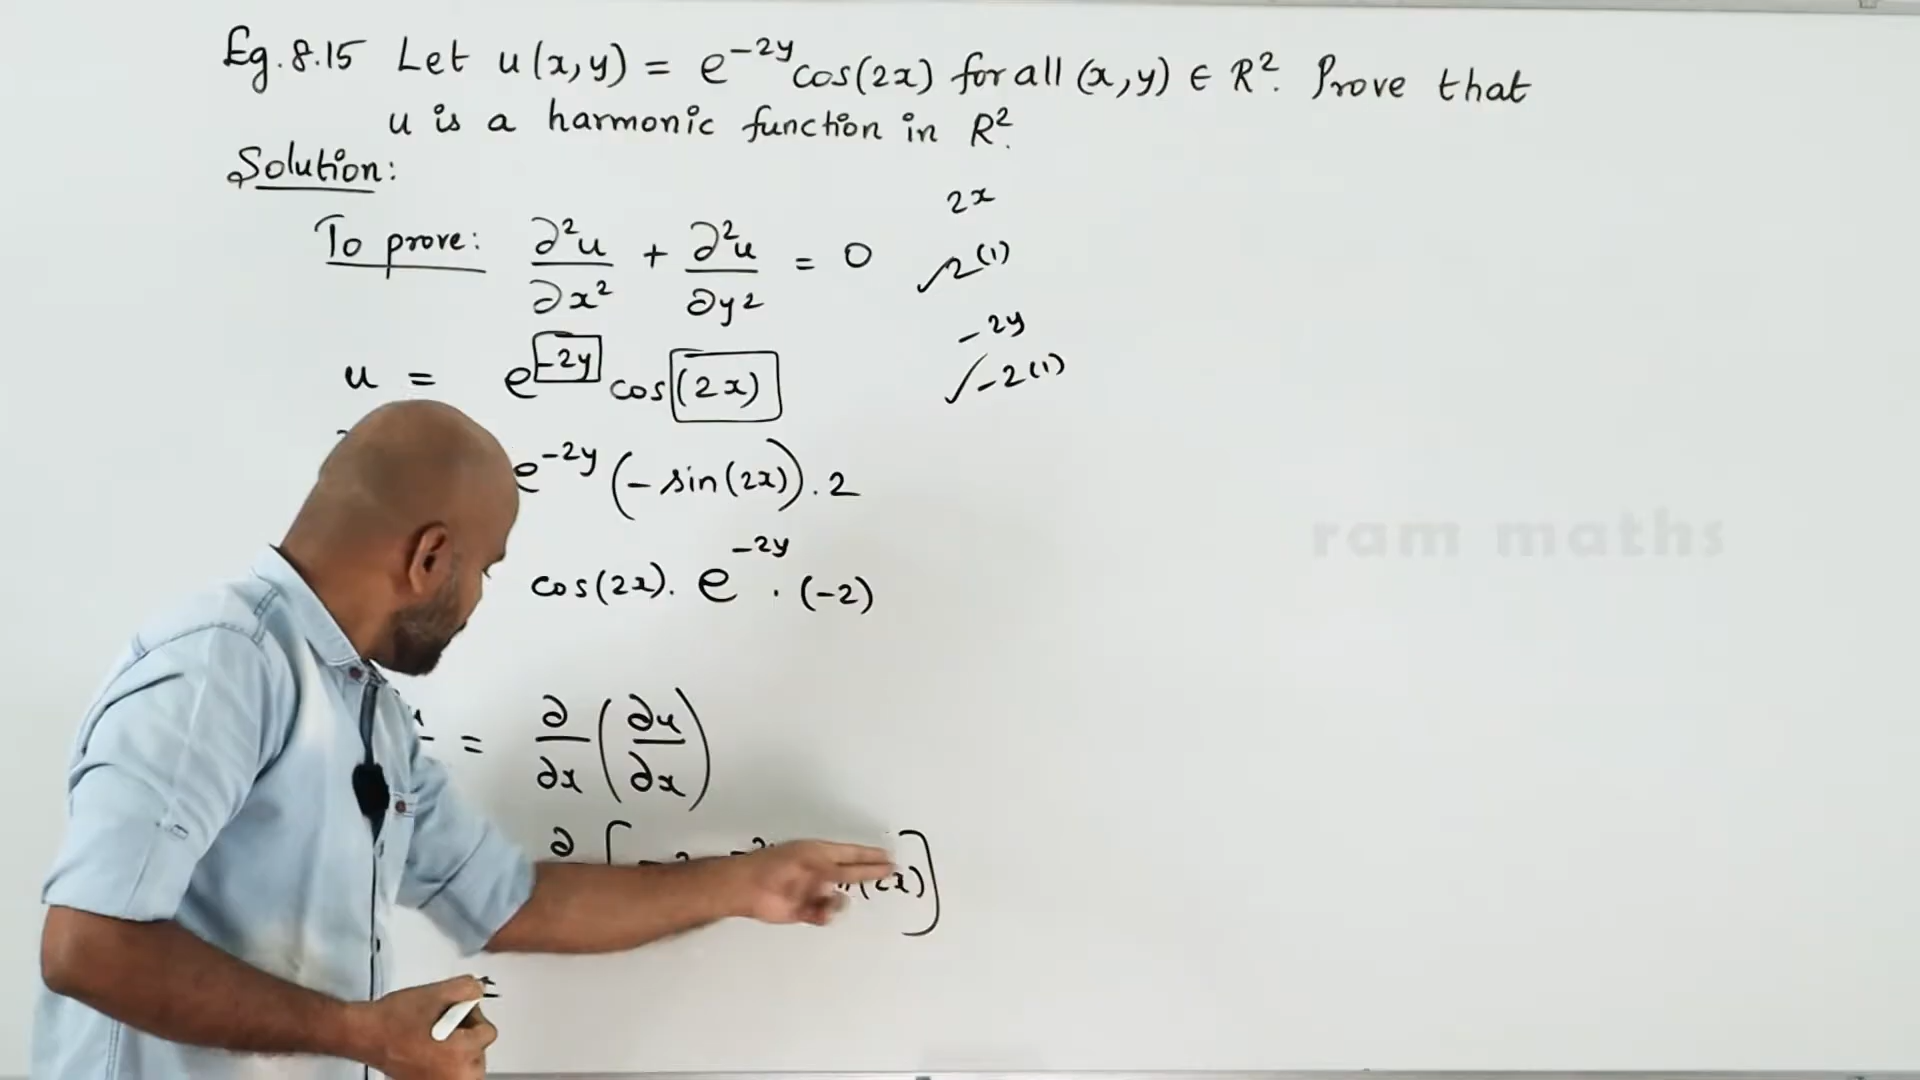 Eg. 8.15 Let u(x,y) = e^{-2y} cos(2x) for all (x,y) ∈ R². Prove that
u is a harmonic function in R².
Solution:
2x
To prove: ∂²u/∂x² + ∂²u/∂y² = 0
2(1)
-2y
-2(1)
u = e^{-2y} cos(2x)
e^{-2y} (- sin(2x)) . 2
cos(2x) . e^{-2y} . (-2)
= ∂/∂x (∂u/∂x)
(2x)]
=
ram maths